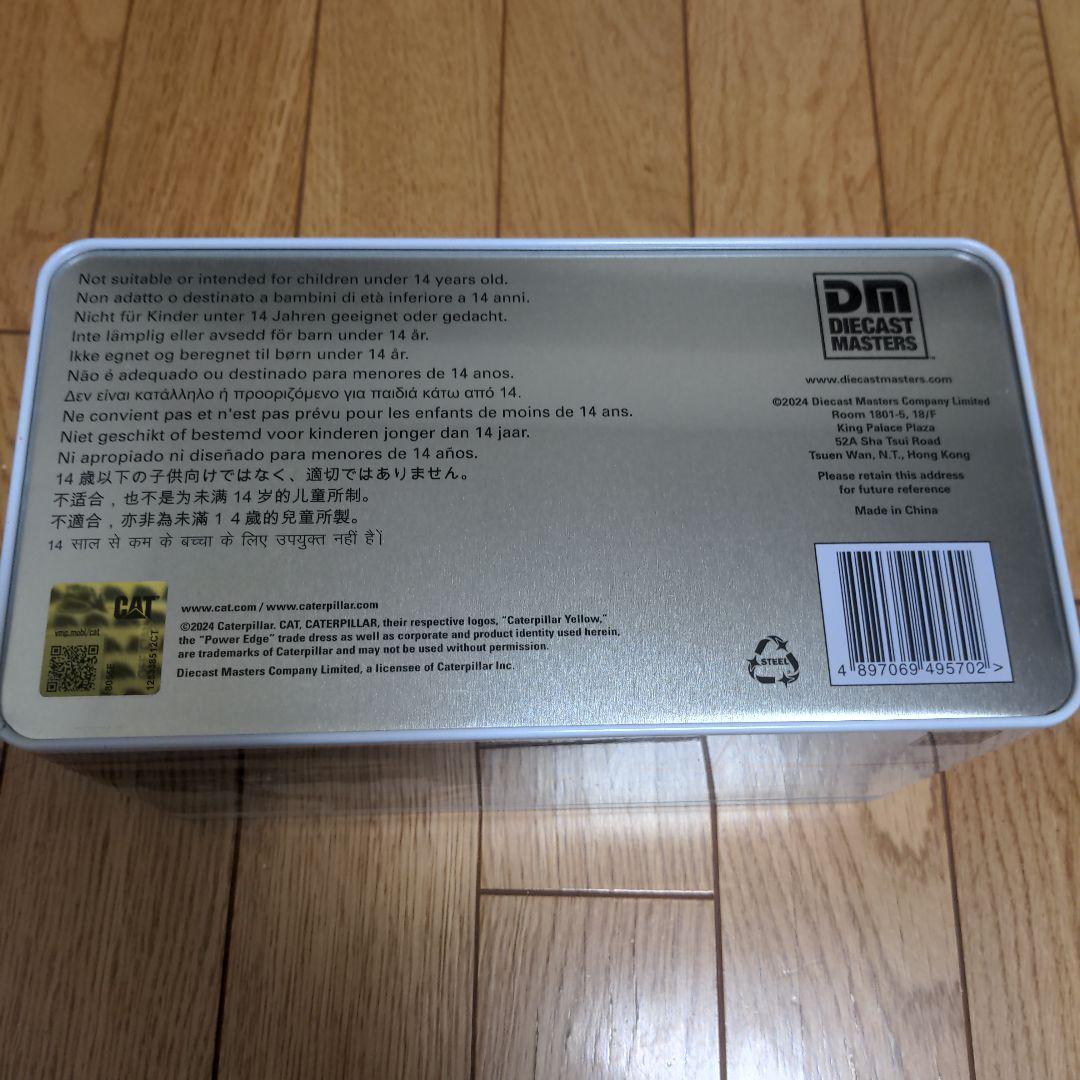 Not suitable or intended for children under 14 years old.
Non adatto o destinato a bambini di età inferiore a 14 anni.
Nicht für Kinder unter 14 Jahren geeignet oder gedacht.
Inte lämplig eller avsedd för barn under 14 år.
Ikke egnet og beregnet til børn under 14 år.
Não é adequado ou destinado para menores de 14 anos.
Δεν είναι κατάλληλο ή προοριζόμενο για παιδιά κάτω από 14.
Ne convient pas et n'est pas prévu pour les enfants de moins de 14 ans.
Niet geschikt of bestemd voor kinderen jonger dan 14 jaar.
Ni apropiado ni diseñado para menores de 14 años.
14 歳以下の子供向けではなく、適切ではありません。
不适合，也不是为未满 14 岁的儿童所制。
不適合，亦非為未滿 1 4 歲的兒童所製。
14 साल से कम के बच्चा के लिए उपयुक्त नहीं है।
DM
DIECAST
MASTERS
™
www.diecastmasters.com
©2024 Diecast Masters Company Limited
Room 1801-5, 18/F
King Palace Plaza
52A Sha Tsui Road
Tsuen Wan, N.T., Hong Kong
Please retain this address
for future reference
Made in China
CAT
vmip.mobi/cat
125338512CT
www.cat.com / www.caterpillar.com
©2024 Caterpillar. CAT, CATERPILLAR, their respective logos, "Caterpillar Yellow,"
the "Power Edge" trade dress as well as corporate and product identity used herein,
are trademarks of Caterpillar and may not be used without permission.
Diecast Masters Company Limited, a licensee of Caterpillar Inc.
STEEL
4 897069 495702 >